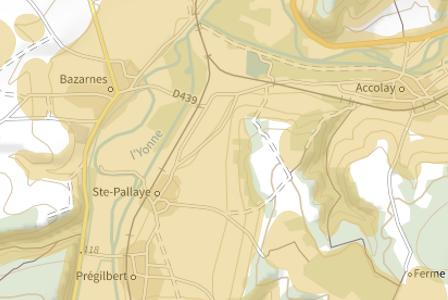 Bazarnes
Accolay
D439
l'Yonne
Ste-Pallaye
118
Prégilbert
Ferme